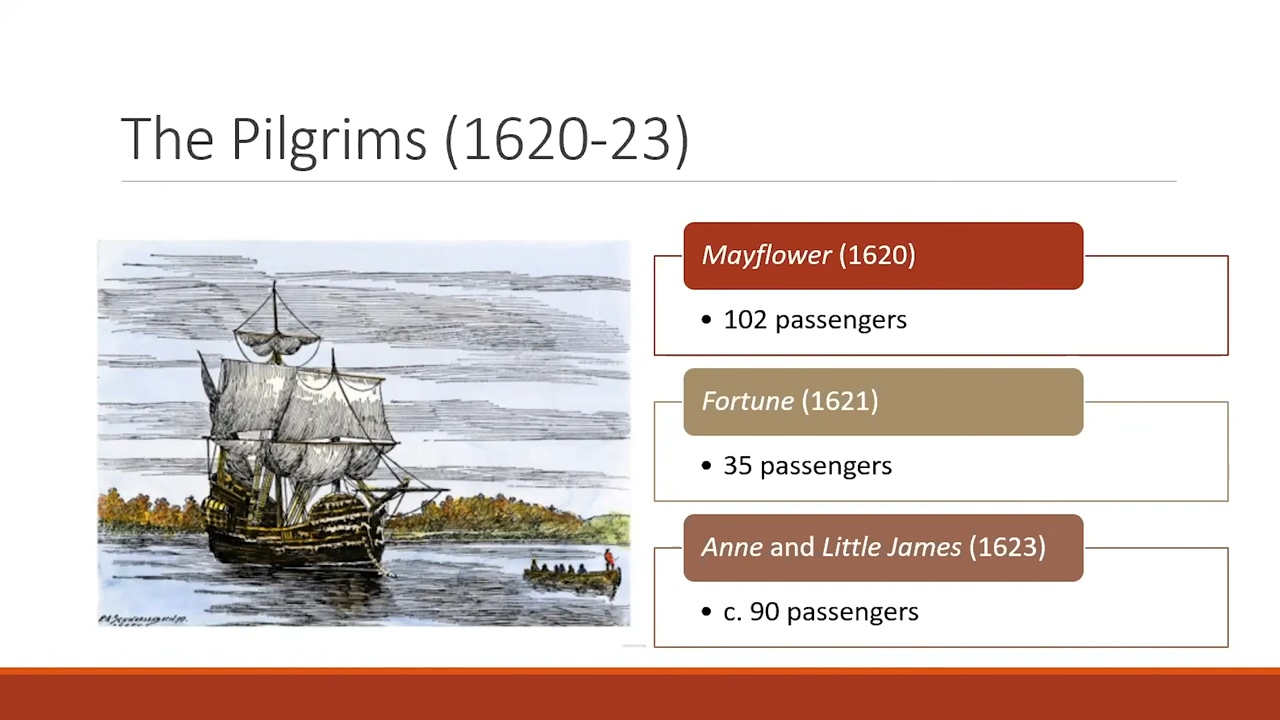 The Pilgrims (1620-23)
Mayflower (1620)
• 102 passengers
Fortune (1621)
• 35 passengers
Anne and Little James (1623)
• c. 90 passengers